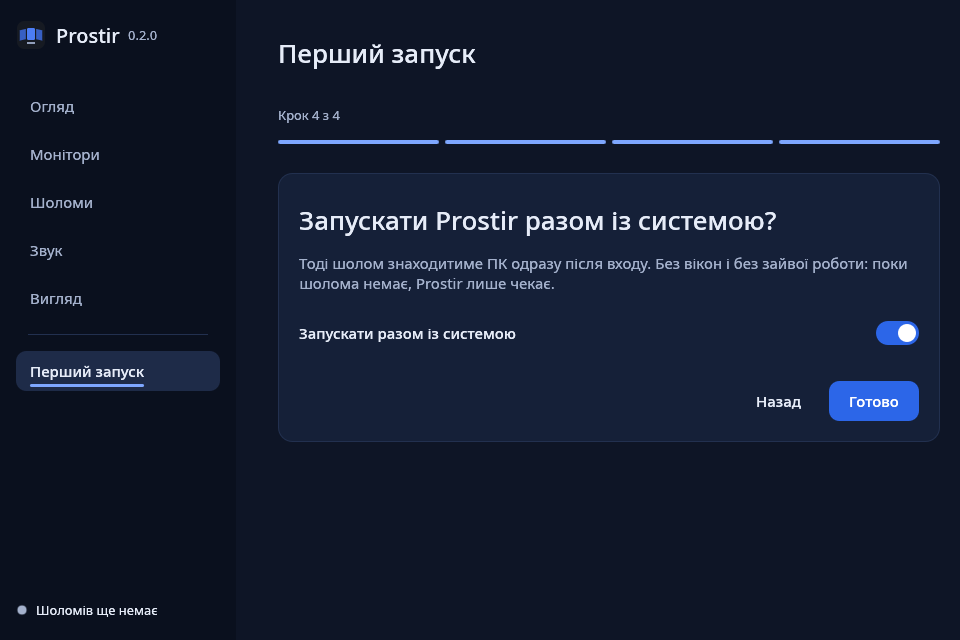 Prostir 0.2.0
Огляд
Монітори
Шоломи
Звук
Вигляд
Перший запуск
Шоломів ще немає
Перший запуск
Крок 4 з 4
Запускати Prostir разом із системою?
Тоді шолом знаходитиме ПК одразу після входу. Без вікон і без зайвої роботи: поки
шолома немає, Prostir лише чекає.
Запускати разом із системою
Назад
Готово